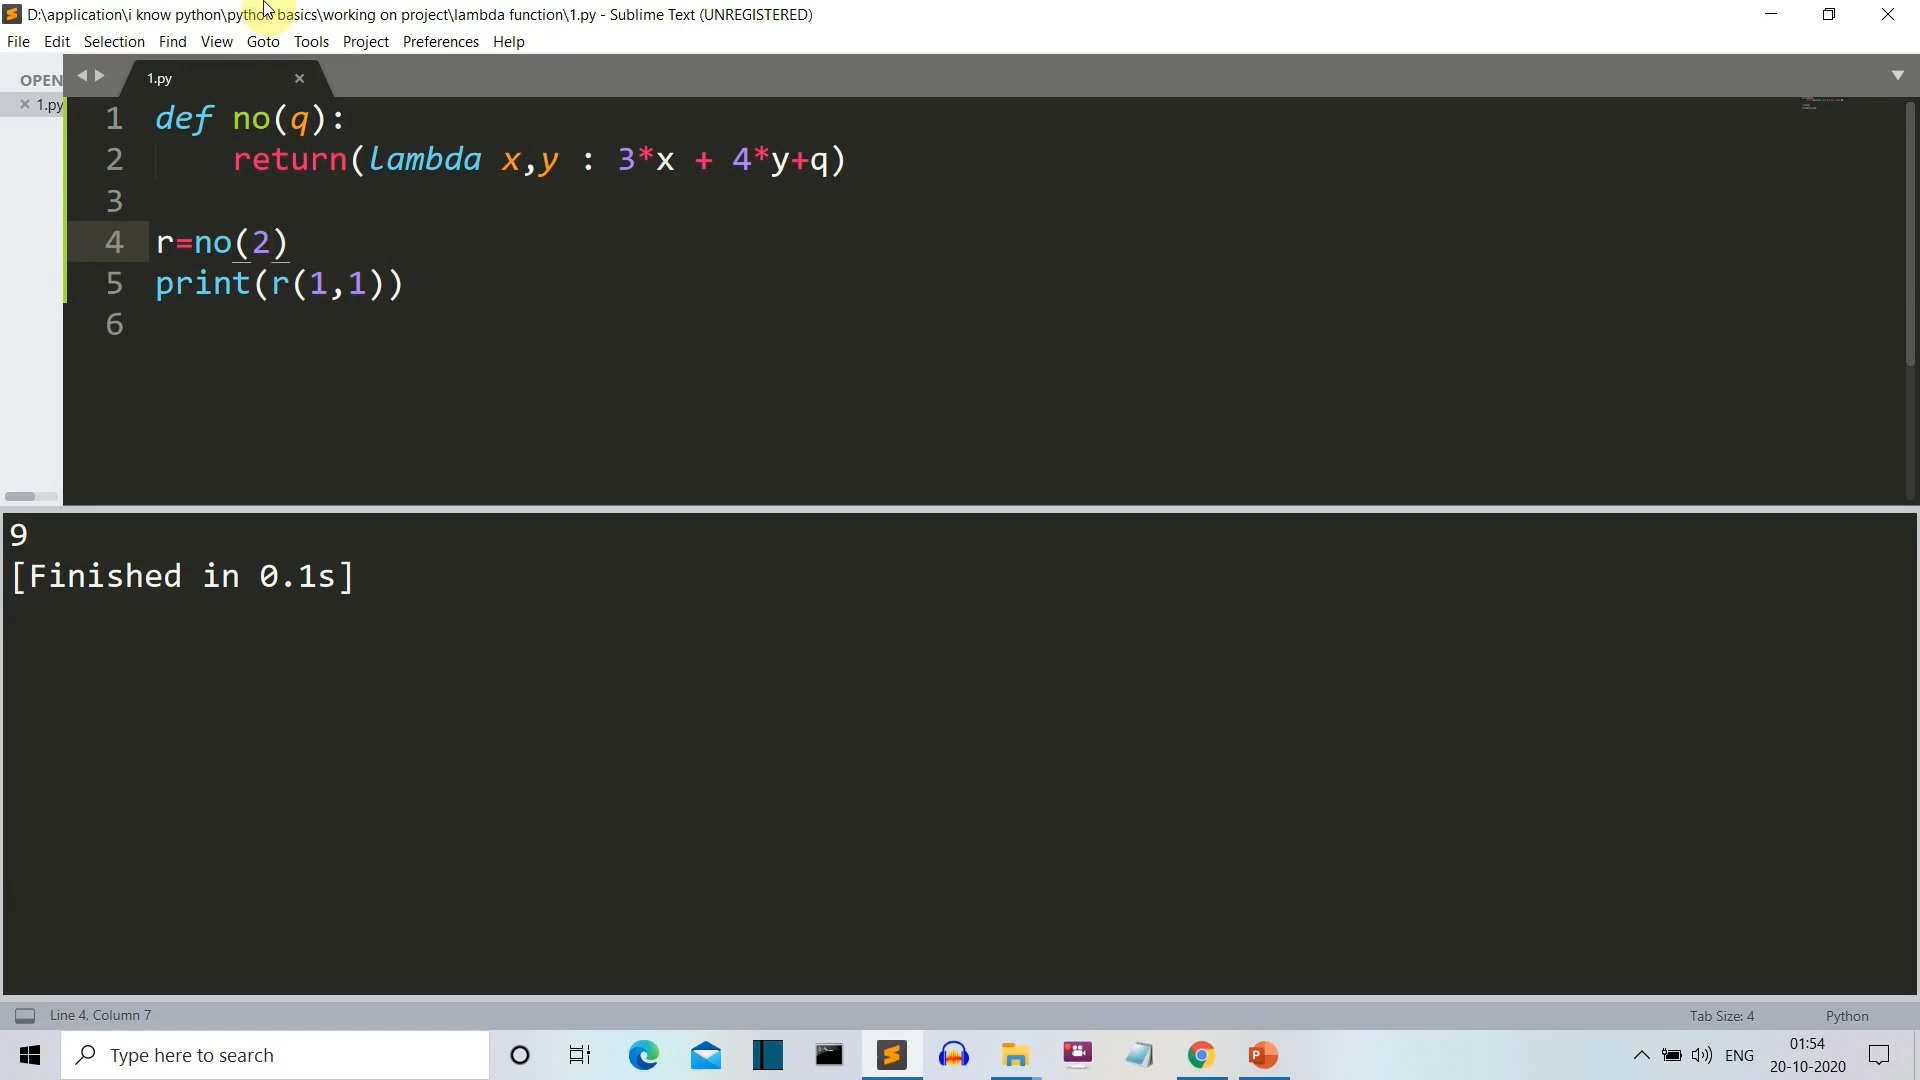 D:\application\i know python\python basics\working on project\lambda function\1.py - Sublime Text (UNREGISTERED)
File Edit Selection Find View Goto Tools Project Preferences Help
OPEN
1.py
1.py
1 def no(q):
2 return(lambda x,y : 3*x + 4*y+q)
3
4 r=no(2)
5 print(r(1,1))
6
9
[Finished in 0.1s]
Line 4, Column 7
Tab Size: 4
Python
Type here to search
ENG
01:54
20-10-2020